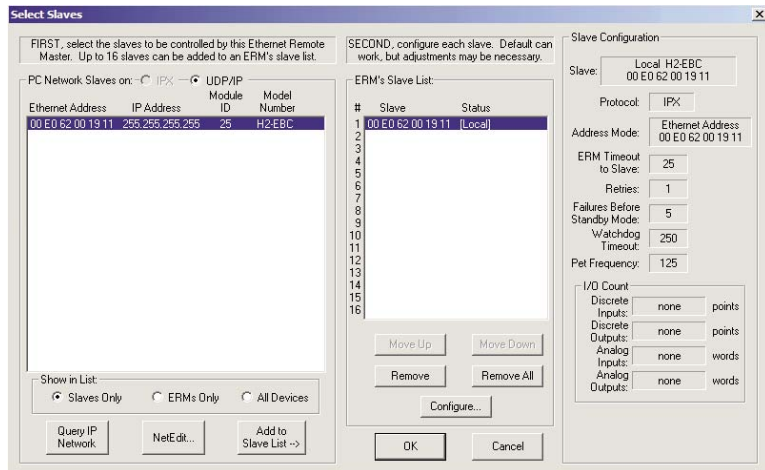 Select Slaves
FIRST, select the slaves to be controlled by this Ethernet Remote
Master. Up to 16 slaves can be added to an ERM's slave list.
PC Network Slaves on: IPX UDP/IP
Ethernet Address IP Address Module ID Model Number
00 E0 62 00 19 11 255.255.255.255 25 H2-EBC
Show in List:
Slaves Only ERMs Only All Devices
Query IP Network
NetEdit...
Add to Slave List -->
SECOND, configure each slave. Default can
work, but adjustments may be necessary.
ERM's Slave List:
# Slave Status
1 00 E0 62 00 19 11 [Local]
2
3
4
5
6
7
8
9
10
11
12
13
14
15
16
Move Up Move Down
Remove Remove All
Configure...
OK Cancel
Slave Configuration
Slave: Local H2-EBC
00 E0 62 00 19 11
Protocol: IPX
Address Mode: Ethernet Address
00 E0 62 00 19 11
ERM Timeout
to Slave: 25
Retries: 1
Failures Before
Standby Mode: 5
Watchdog
Timeout: 250
Pet Frequency: 125
I/O Count
Discrete
Inputs: none points
Discrete
Outputs: none points
Analog
Inputs: none words
Analog
Outputs: none words